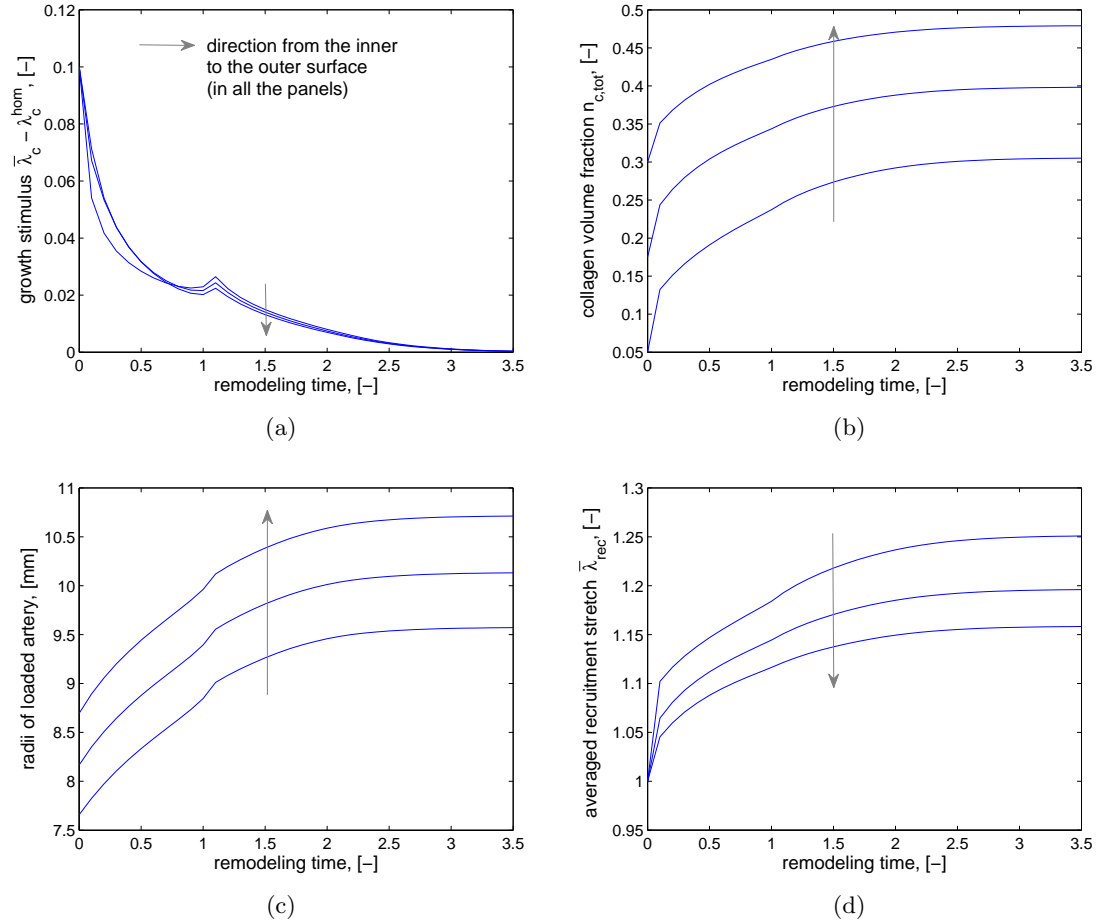 growth stimulus λ̄c − λc^hom, [−]
direction from the inner
to the outer surface
(in all the panels)
0.1
0.08
0.06
0.04
0.02
0
0 0.5 1 1.5 2 2.5 3 3.5
remodeling time, [−]
(a)
collagen volume fraction nc,tot, [−]
0.5
0.45
0.4
0.35
0.3
0.25
0.2
0.15
0.1
0.05
0 0.5 1 1.5 2 2.5 3 3.5
remodeling time, [−]
(b)
radii of loaded artery, [mm]
11
10.5
10
9.5
9
8.5
8
7.5
0 0.5 1 1.5 2 2.5 3 3.5
remodeling time, [−]
(c)
averaged recruitment stretch λ̄rec, [−]
1.3
1.25
1.2
1.15
1.1
1.05
1
0.95
0 0.5 1 1.5 2 2.5 3 3.5
remodeling time, [−]
(d)